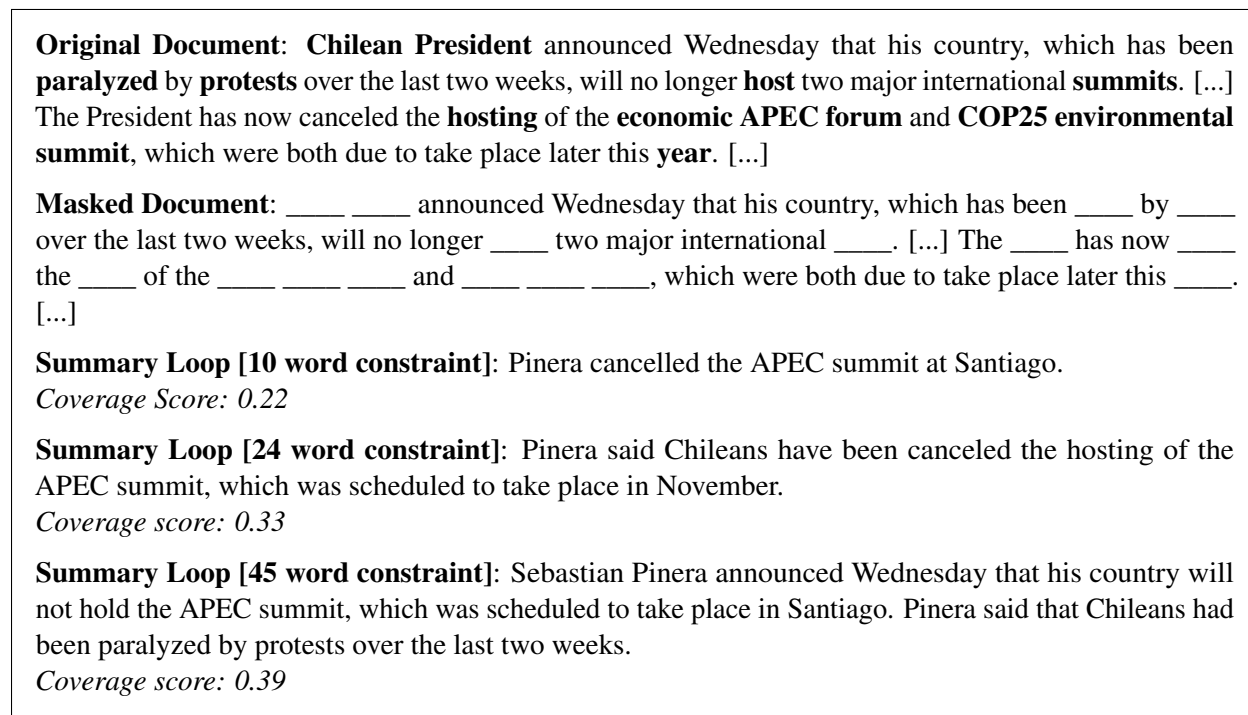 Original Document: Chilean President announced Wednesday that his country, which has been
paralyzed by protests over the last two weeks, will no longer host two major international summits. [...]
The President has now canceled the hosting of the economic APEC forum and COP25 environmental
summit, which were both due to take place later this year. [...]
Masked Document: ____ ____ announced Wednesday that his country, which has been ____ by ____
over the last two weeks, will no longer ____ two major international ____. [...] The ____ has now ____
the ____ of the ____ ____ ____ and ____ ____ ____, which were both due to take place later this ____.
[...]
Summary Loop [10 word constraint]: Pinera cancelled the APEC summit at Santiago.
Coverage Score: 0.22
Summary Loop [24 word constraint]: Pinera said Chileans have been canceled the hosting of the
APEC summit, which was scheduled to take place in November.
Coverage score: 0.33
Summary Loop [45 word constraint]: Sebastian Pinera announced Wednesday that his country will
not hold the APEC summit, which was scheduled to take place in Santiago. Pinera said that Chileans had
been paralyzed by protests over the last two weeks.
Coverage score: 0.39